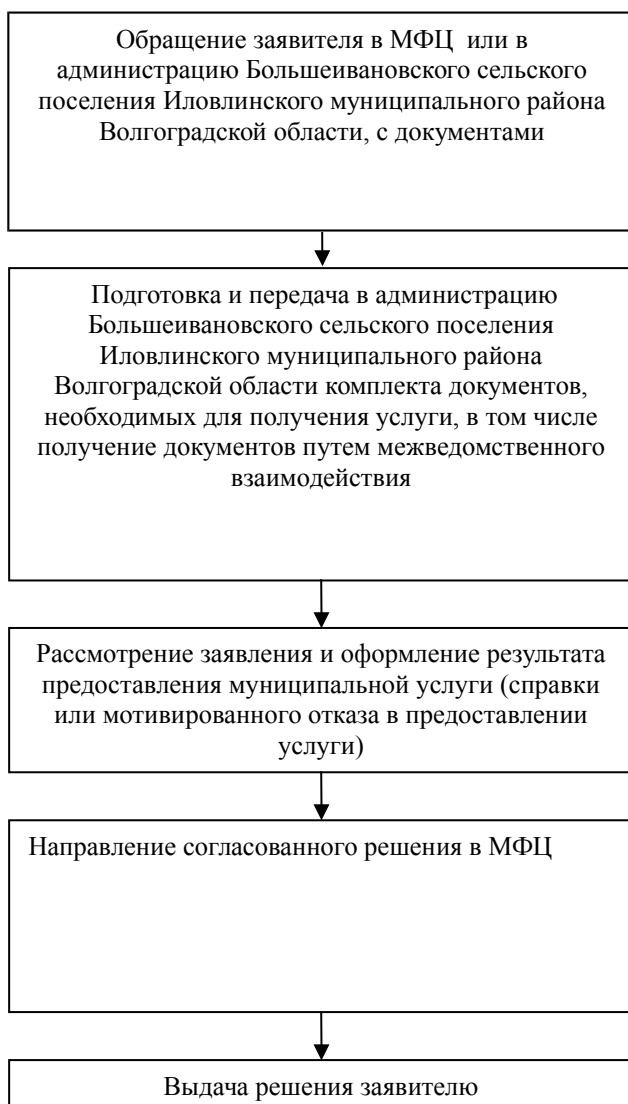 Обращение заявителя в МФЦ или в
администрацию Большеивановского сельского
поселения Иловлинского муниципального района
Волгоградской области, с документами
Подготовка и передача в администрацию
Большеивановского сельского поселения
Иловлинского муниципального района
Волгоградской области комплекта документов,
необходимых для получения услуги, в том числе
получение документов путем межведомственного
взаимодействия
Рассмотрение заявления и оформление результата
предоставления муниципальной услуги (справки
или мотивированного отказа в предоставлении
услуги)
Направление согласованного решения в МФЦ
Выдача решения заявителю